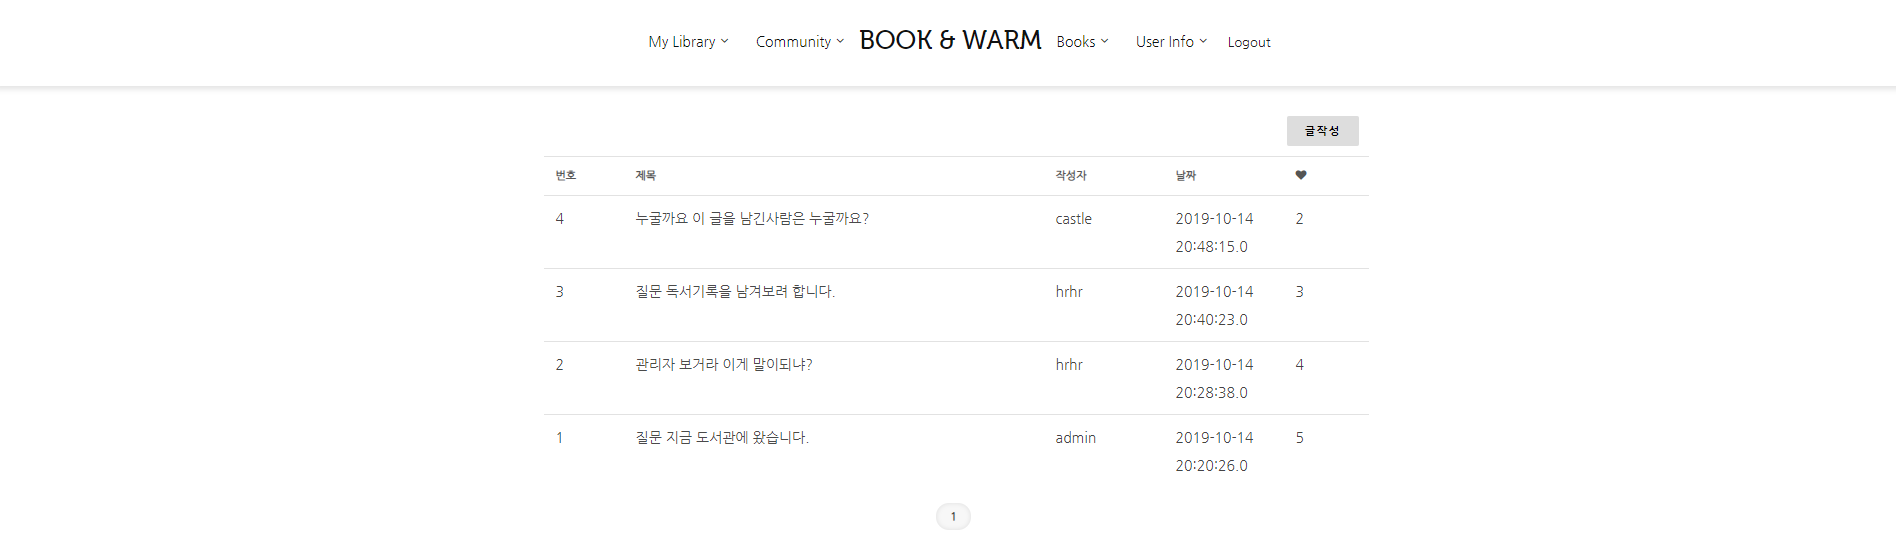 My Library Community BOOK & WARM Books User Info Logout
글작성
번호 제목 작성자 날짜 ♥
4 누굴까요 이 글을 남긴사람은 누굴까요? castle 2019-10-14 20:48:15.0 2
3 질문 독서기록을 남겨보려 합니다. hrhr 2019-10-14 20:40:23.0 3
2 관리자 보거라 이게 말이되냐? hrhr 2019-10-14 20:28:38.0 4
1 질문 지금 도서관에 왔습니다. admin 2019-10-14 20:20:26.0 5
1